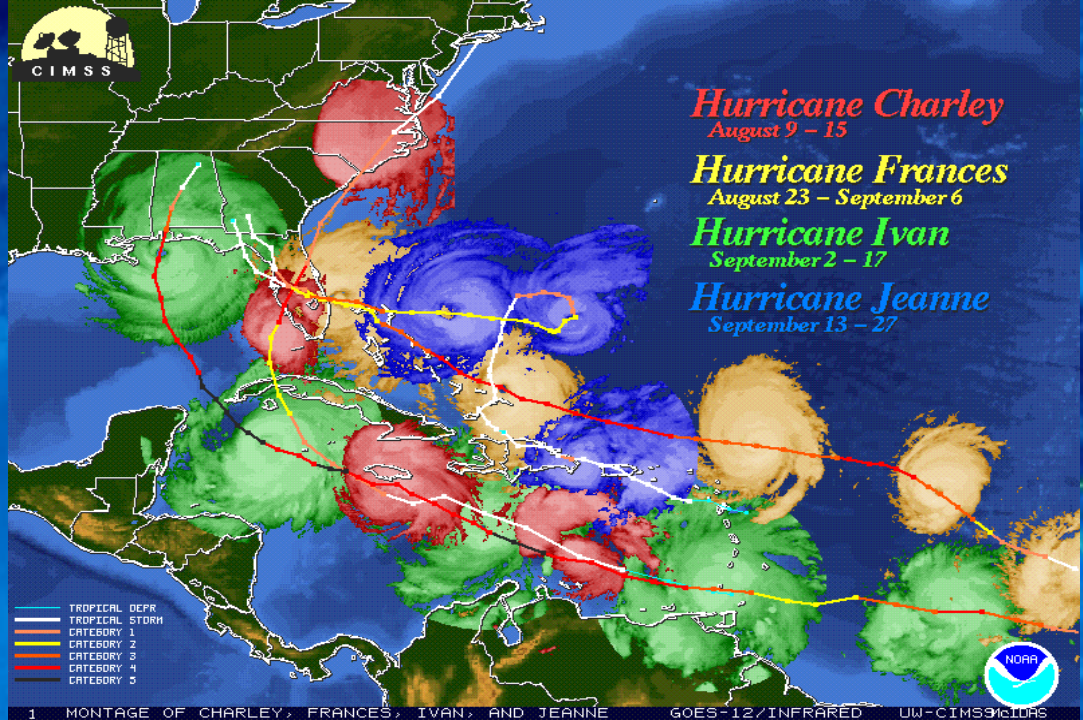 CIMSS
Hurricane Charley
August 9 – 15
Hurricane Frances
August 23 – September 6
Hurricane Ivan
September 2 – 17
Hurricane Jeanne
September 13 – 27
TROPICAL DEPR
TROPICAL STORM
CATEGORY 1
CATEGORY 2
CATEGORY 3
CATEGORY 4
CATEGORY 5
NOAA
1 MONTAGE OF CHARLEY, FRANCES, IVAN, AND JEANNE GOES-12/INFRARED UW-CIMSS McIDAS